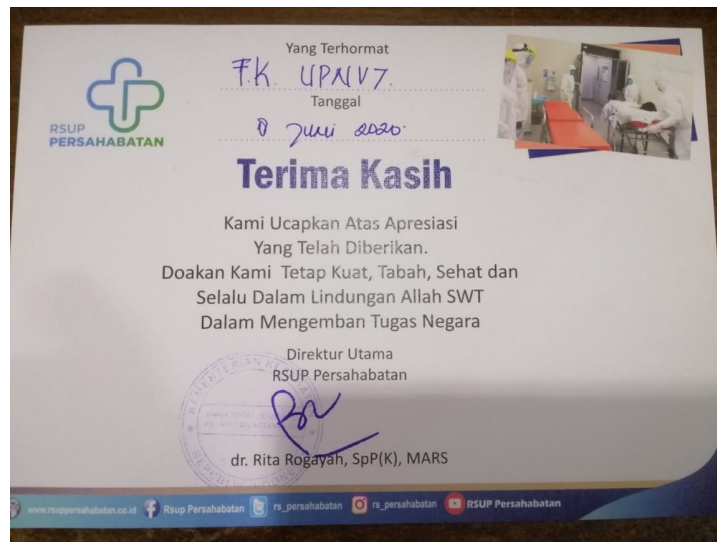 Yang Terhormat
F.K. UPNVJ.
Tanggal
8 Juni 2020.
RSUP
PERSAHABATAN
Terima Kasih
Kami Ucapkan Atas Apresiasi
Yang Telah Diberikan.
Doakan Kami Tetap Kuat, Tabah, Sehat dan
Selalu Dalam Lindungan Allah SWT
Dalam Mengemban Tugas Negara
Direktur Utama
RSUP Persahabatan
dr. Rita Rogayah, SpP(K), MARS
www.rsuppersahabatan.co.id Rsup Persahabatan rs_persahabatan rs_persahabatan RSUP Persahabatan